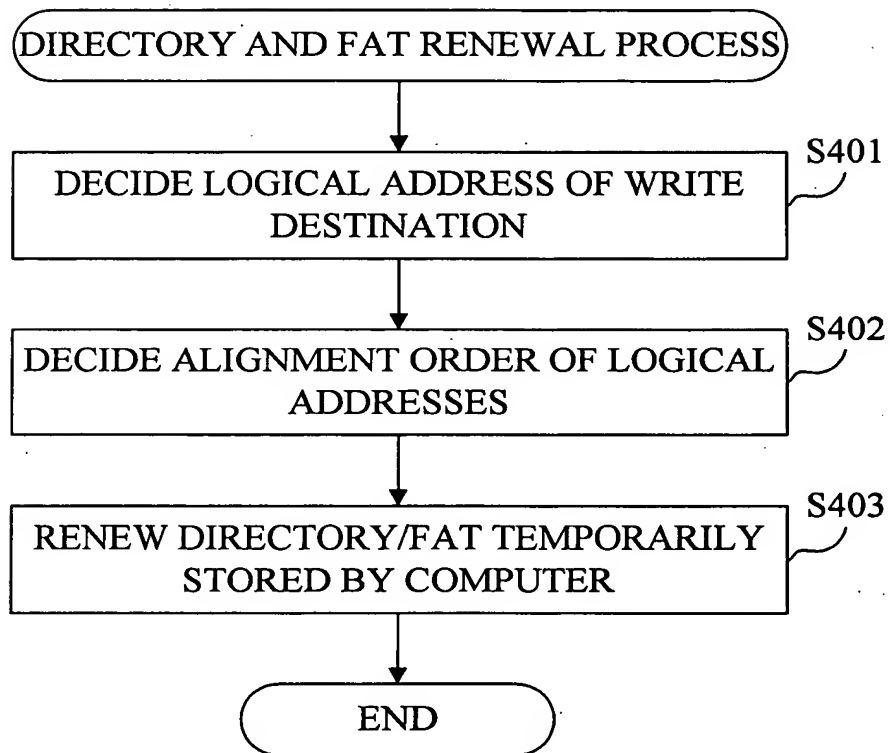 DIRECTORY AND FAT RENEWAL PROCESS
S401
DECIDE LOGICAL ADDRESS OF WRITE
DESTINATION
S402
DECIDE ALIGNMENT ORDER OF LOGICAL
ADDRESSES
S403
RENEW DIRECTORY/FAT TEMPORARILY
STORED BY COMPUTER
END